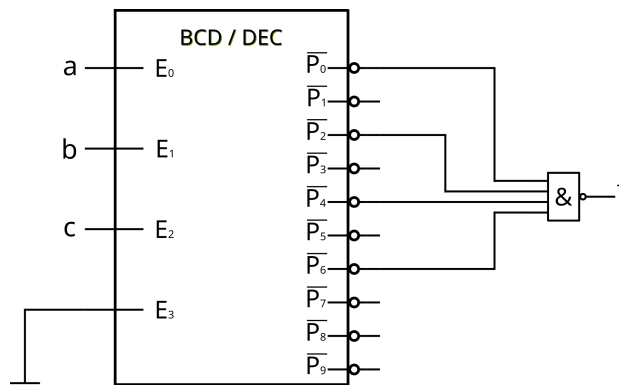 BCD / DEC
a
E₀
b
E₁
c
E₂
E₃
P̅₀
P̅₁
P̅₂
P̅₃
P̅₄
P̅₅
P̅₆
P̅₇
P̅₈
P̅₉
&